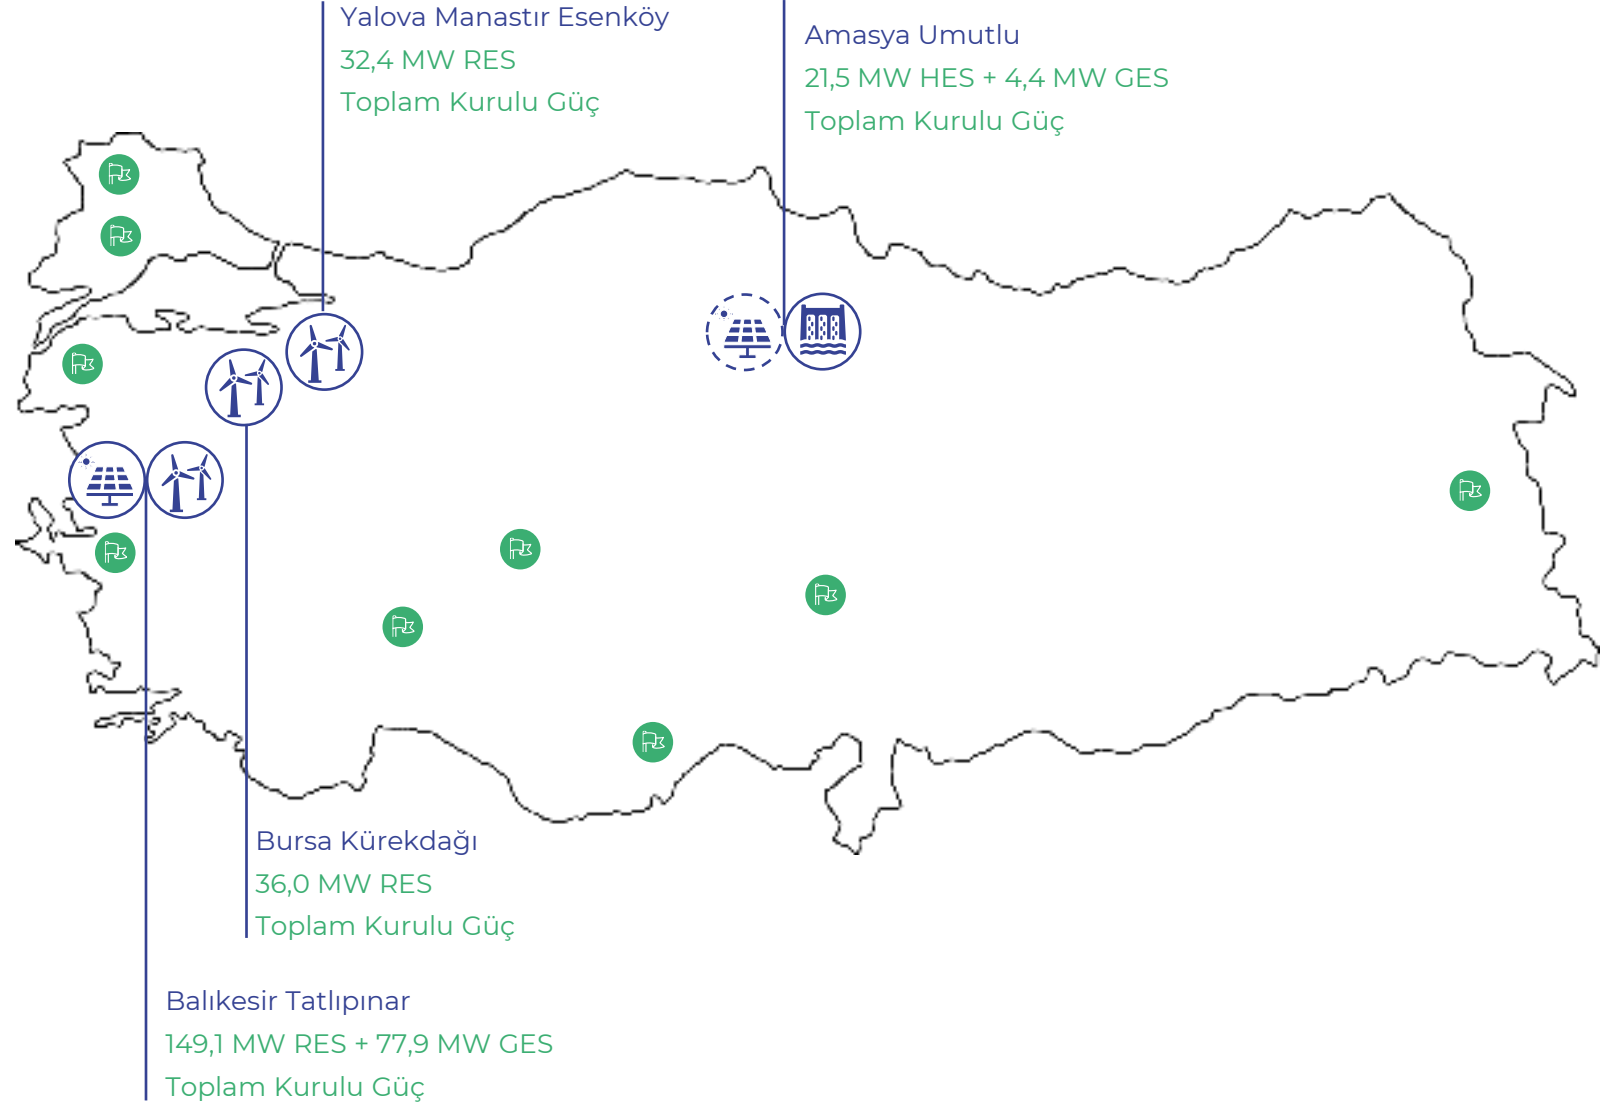 Yalova Manastır Esenköy
32,4 MW RES
Toplam Kurulu Güç
Amasya Umutlu
21,5 MW HES + 4,4 MW GES
Toplam Kurulu Güç
Bursa Kürekdağı
36,0 MW RES
Toplam Kurulu Güç
Balıkesir Tatlıpınar
149,1 MW RES + 77,9 MW GES
Toplam Kurulu Güç